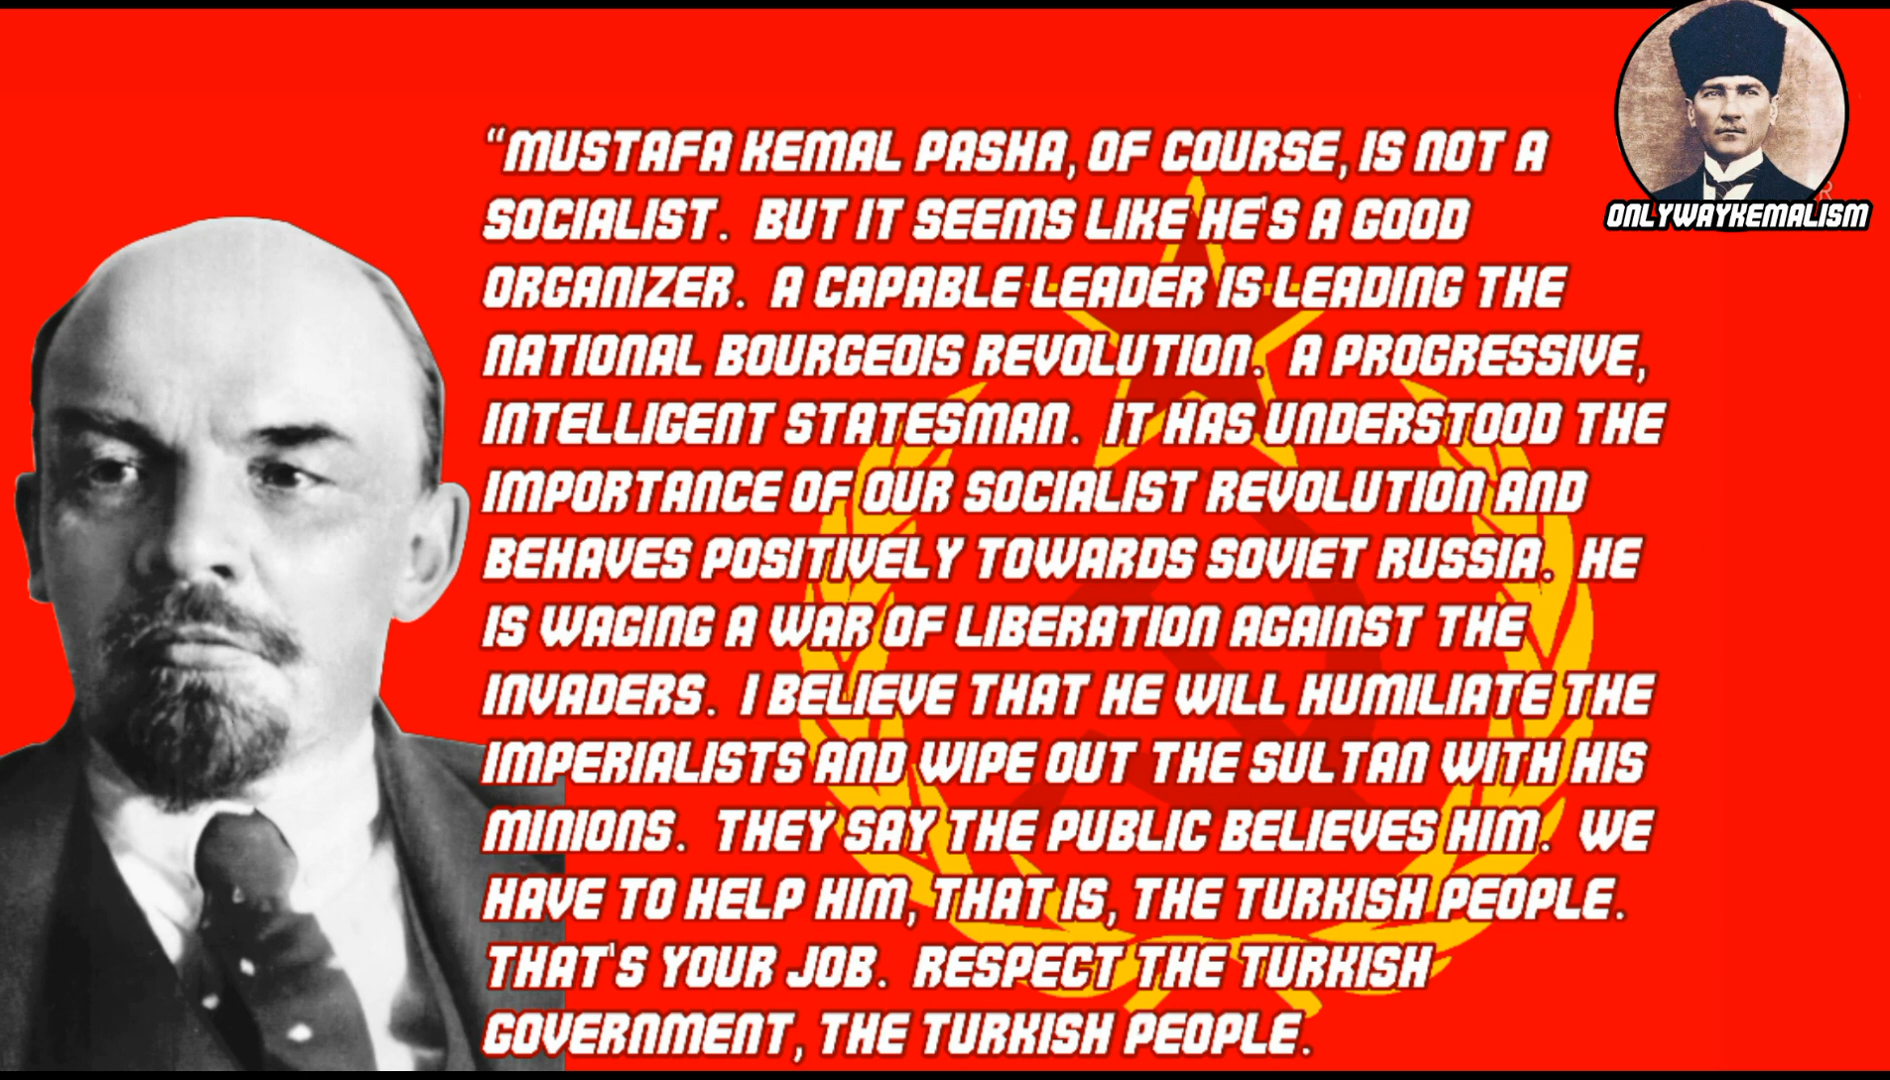 “MUSTAFA KEMAL PASHA, OF COURSE, IS NOT A
SOCIALIST. BUT IT SEEMS LIKE HE'S A GOOD
ORGANIZER. A CAPABLE LEADER IS LEADING THE
NATIONAL BOURGEOIS REVOLUTION. A PROGRESSIVE,
INTELLIGENT STATESMAN. IT HAS UNDERSTOOD THE
IMPORTANCE OF OUR SOCIALIST REVOLUTION AND
BEHAVES POSITIVELY TOWARDS SOVIET RUSSIA. HE
IS WAGING A WAR OF LIBERATION AGAINST THE
INVADERS. I BELIEVE THAT HE WILL HUMILIATE THE
IMPERIALISTS AND WIPE OUT THE SULTAN WITH HIS
MINIONS. THEY SAY THE PUBLIC BELIEVES HIM. WE
HAVE TO HELP HIM, THAT IS, THE TURKISH PEOPLE.
THAT'S YOUR JOB. RESPECT THE TURKISH
GOVERNMENT, THE TURKISH PEOPLE.
ONLYWAYKEMALISM